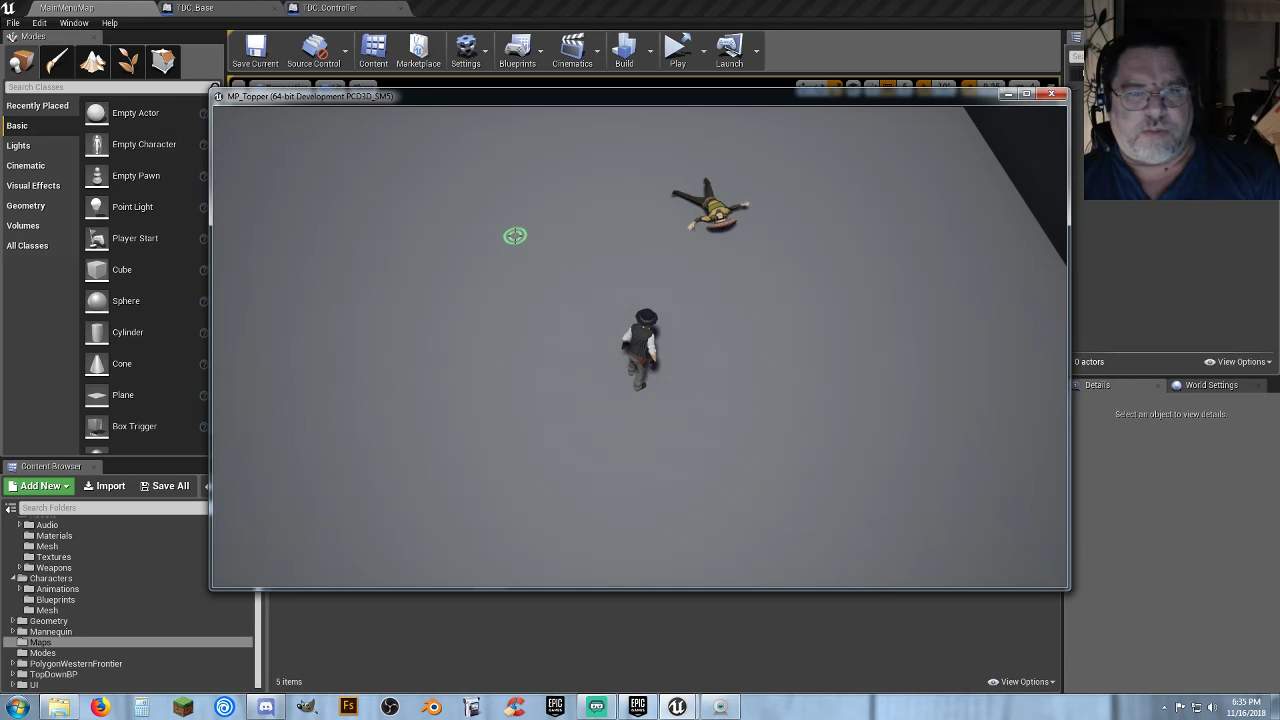 MainMenuMap TDC_Base TDC_Controller
File Edit Window Help
Modes
Save Current Source Control Content Marketplace Settings Blueprints Cinematics Build Play Launch
Search Classes
MP_Topper (64-bit Development PCD3D_SM5)
Recently Placed
Basic
Lights
Cinematic
Visual Effects
Geometry
Volumes
All Classes
Empty Actor
Empty Character
Empty Pawn
Point Light
Player Start
Cube
Sphere
Cylinder
Cone
Plane
Box Trigger
0 actors View Options
Details World Settings
Select an object to view details.
Content Browser
Add New Import Save All
Search Folders
Audio
Materials
Mesh
Textures
Weapons
Characters
Animations
Blueprints
Mesh
Geometry
Mannequin
Maps
Modes
PolygonWesternFrontier
TopDownBP
UI
5 items View Options
Fs EPIC GAMES EPIC GAMES
6:35 PM
11/16/2018